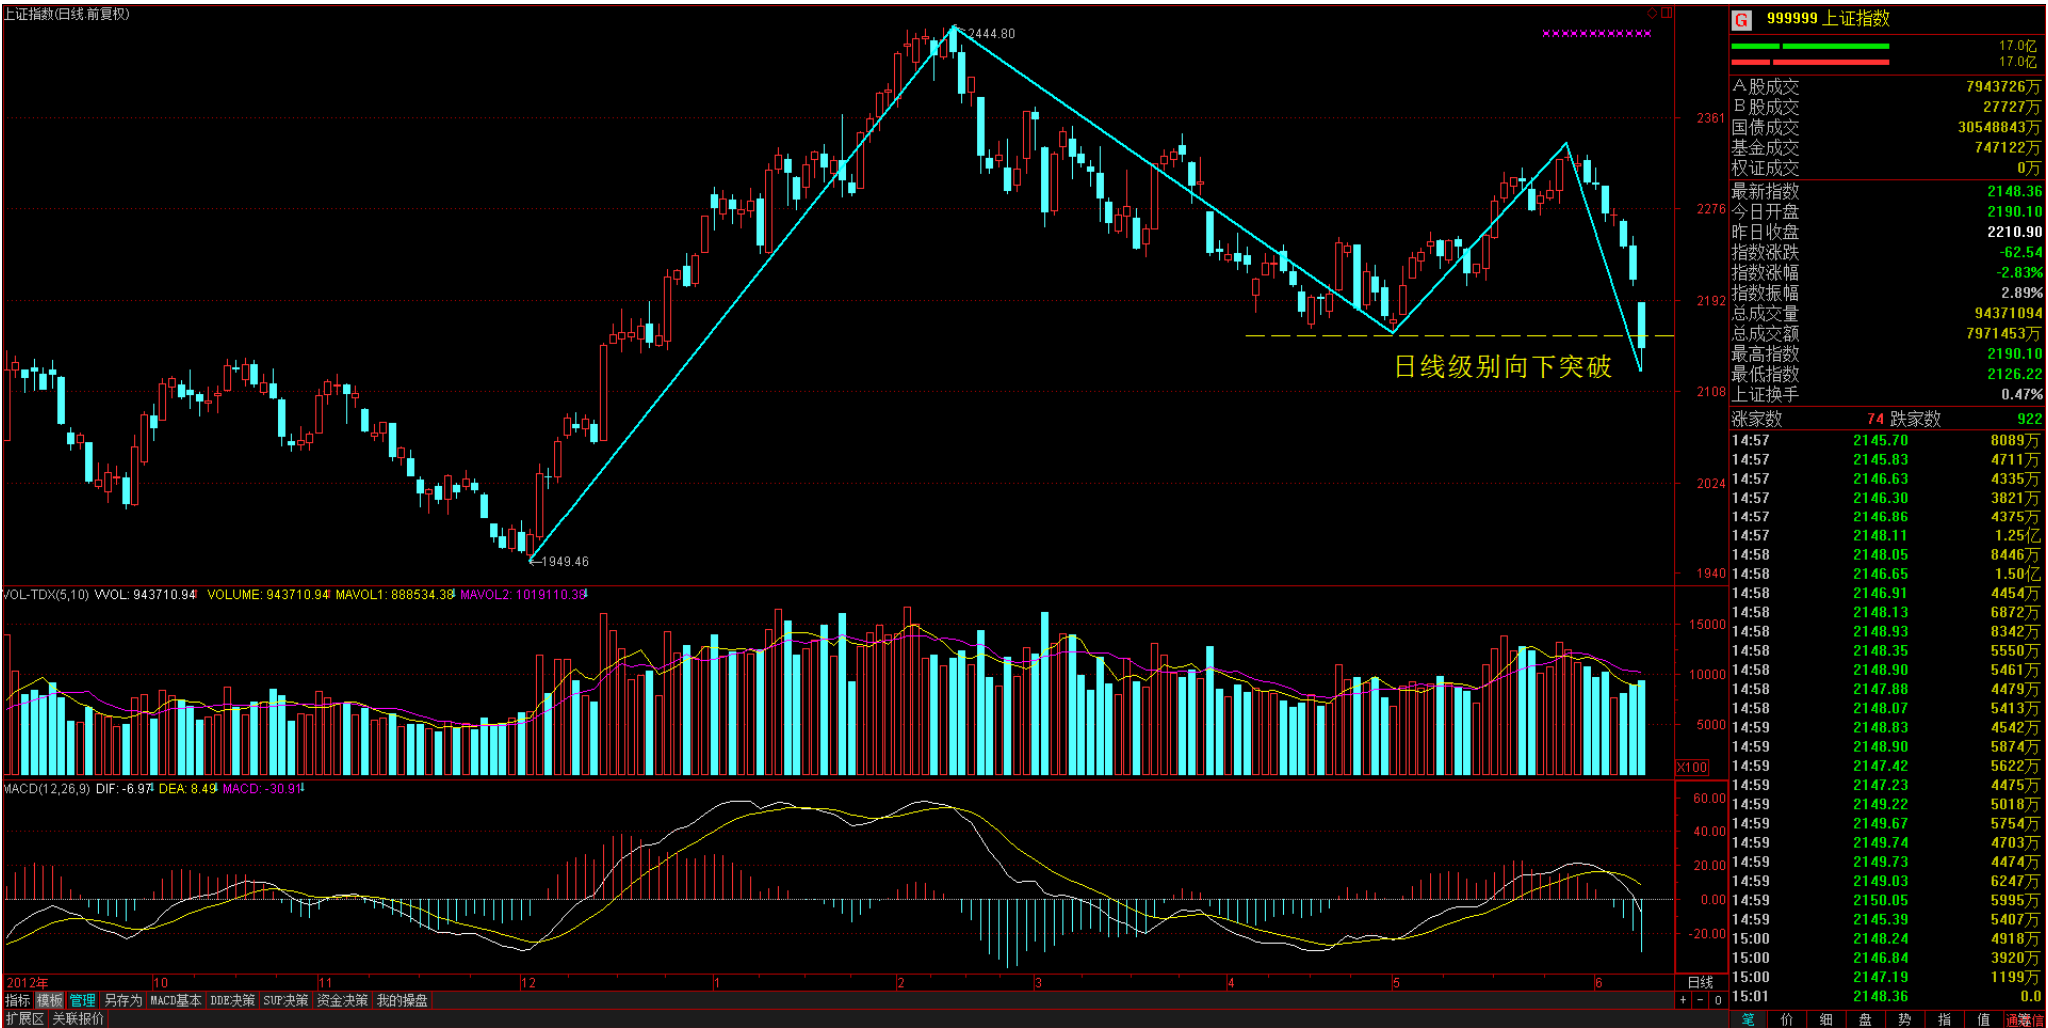 上证指数(日线.前复权)
2444.80
2361
2276
2192
日线级别向下突破
2108
2024
1949.46
1940
VOL-TDX(5,10) VVOL: 943710.94 VOLUME: 943710.94 MAVOL1: 888534.38 MAVOL2: 1019110.38
15000
10000
5000
X100
MACD(12,26,9) DIF: -6.97 DEA: 8.49 MACD: -30.91
60.00
40.00
20.00
0.00
-20.00
2012年 10 11 12 1 2 3 4 5 6 日线
指标 模板 管理 另存为 MACD基本 DDE决策 SUP决策 资金决策 我的操盘 + - 0
扩展区 关联报价
G 999999 上证指数
17.0亿
17.0亿
A股成交 7943726万
B股成交 27727万
国债成交 30548843万
基金成交 747122万
权证成交 0万
最新指数 2148.36
今日开盘 2190.10
昨日收盘 2210.90
指数涨跌 -62.54
指数涨幅 -2.83%
指数振幅 2.89%
总成交量 94371094
总成交额 7971453万
最高指数 2190.10
最低指数 2126.22
上证换手 0.47%
涨家数 74 跌家数 922
14:57 2145.70 8089万
14:57 2145.83 4711万
14:57 2146.63 4335万
14:57 2146.30 3821万
14:57 2146.86 4375万
14:57 2148.11 1.25亿
14:58 2148.05 8446万
14:58 2146.65 1.50亿
14:58 2146.91 4454万
14:58 2148.13 6872万
14:58 2148.93 8342万
14:58 2148.35 5550万
14:58 2148.90 5461万
14:58 2147.88 4479万
14:58 2148.07 5413万
14:59 2148.83 4542万
14:59 2148.90 5874万
14:59 2147.42 5622万
14:59 2147.23 4475万
14:59 2149.22 5018万
14:59 2149.67 5754万
14:59 2149.74 4703万
14:59 2149.73 4474万
14:59 2149.03 6247万
14:59 2150.05 5995万
14:59 2145.39 5407万
15:00 2148.24 4918万
15:00 2146.84 3920万
15:00 2147.19 1199万
15:01 2148.36 0.0
笔 价 细 盘 势 指 值